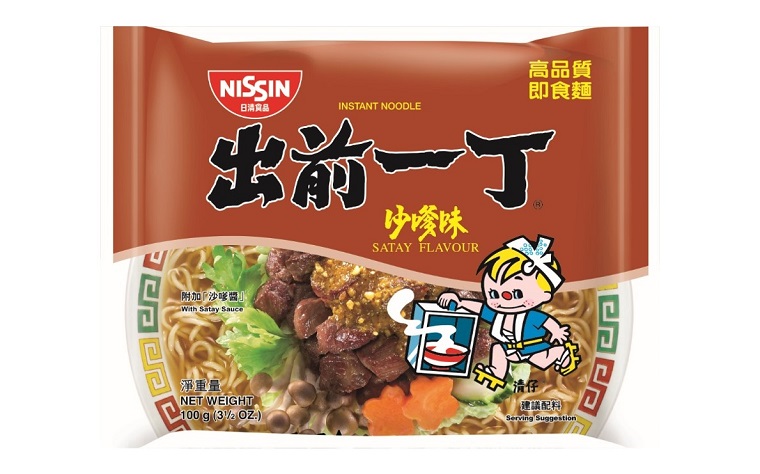 NISSIN
日清食品
INSTANT NOODLE
高品質
即食麵
出前一丁
沙嗲味
SATAY FLAVOUR
附加「沙嗲醬」
With Satay Sauce
淨重量
NET WEIGHT
100 g (3½ OZ.)
清仔
建議配料
Serving Suggestion